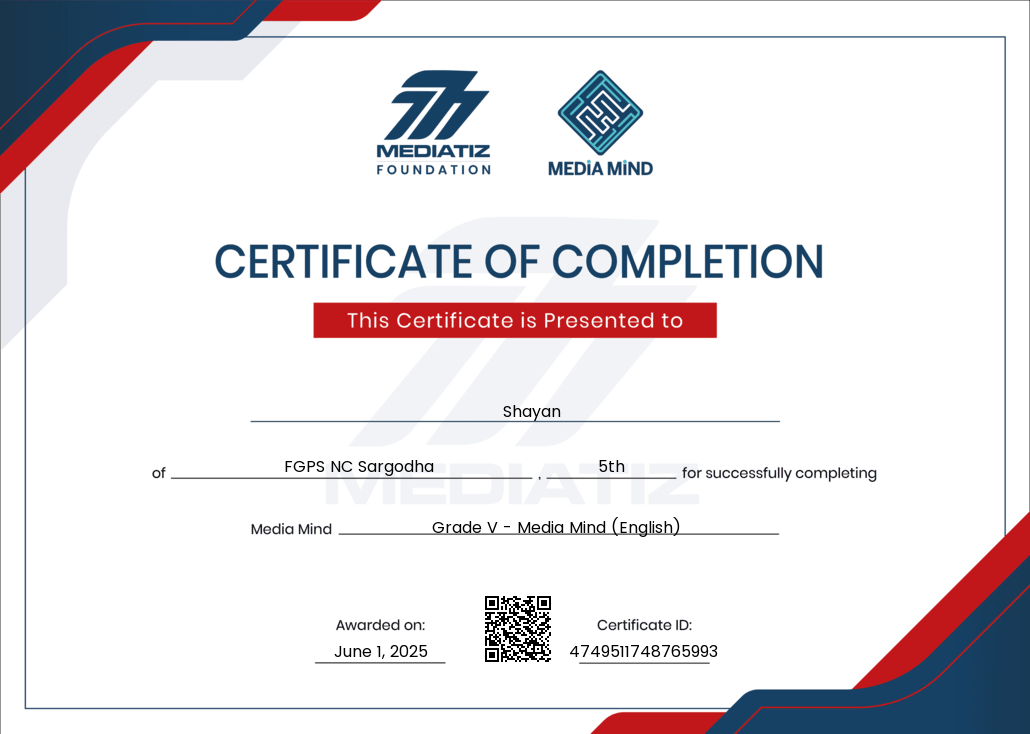 MEDIATIZ
FOUNDATION
MEDiA MiND
CERTIFICATE OF COMPLETION
This Certificate is Presented to
Shayan
of FGPS NC Sargodha , 5th for successfully completing
MEDIATIZ
Media Mind Grade V - Media Mind (English)
Awarded on:
June 1, 2025
Certificate ID:
4749511748765993